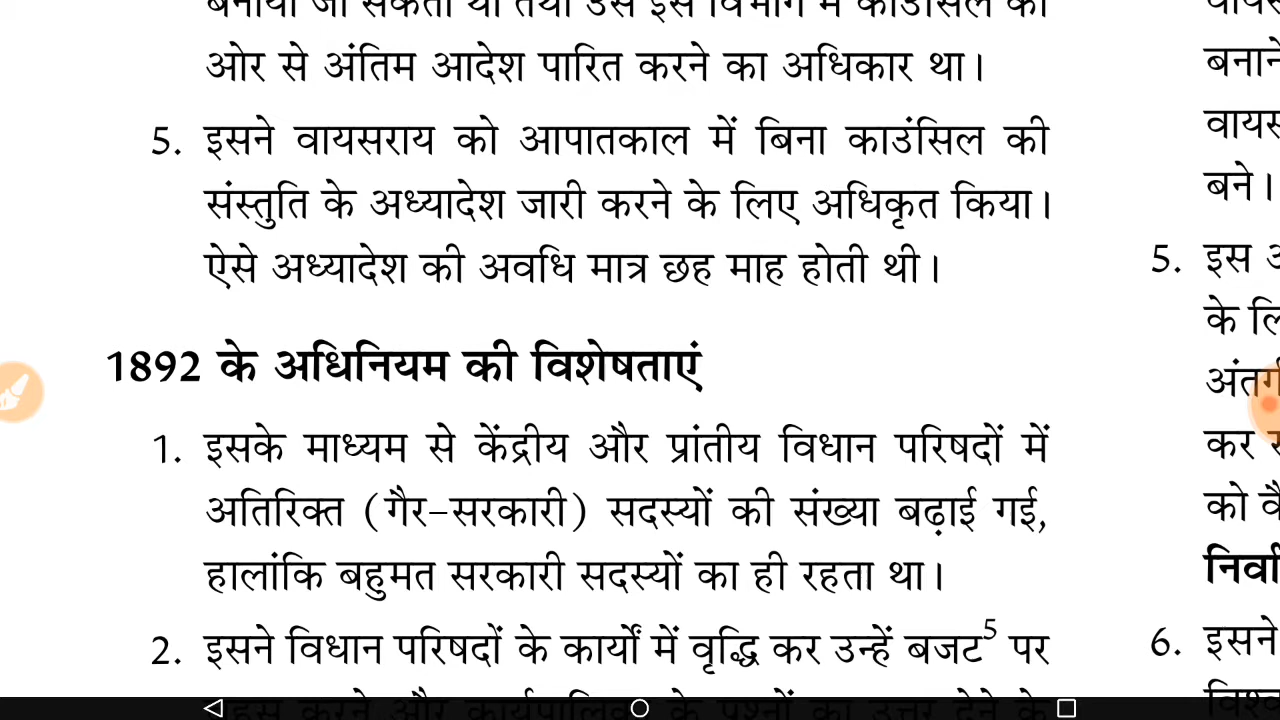 ओर से अंतिम आदेश पारित करने का अधिकार था।
5. इसने वायसराय को आपातकाल में बिना काउंसिल की
संस्तुति के अध्यादेश जारी करने के लिए अधिकृत किया।
ऐसे अध्यादेश की अवधि मात्र छह माह होती थी।
1892 के अधिनियम की विशेषताएं
1. इसके माध्यम से केंद्रीय और प्रांतीय विधान परिषदों में
अतिरिक्त (गैर-सरकारी) सदस्यों की संख्या बढ़ाई गई,
हालांकि बहुमत सरकारी सदस्यों का ही रहता था।
2. इसने विधान परिषदों के कार्यों में वृद्धि कर उन्हें बजट⁵ पर
बनाने
बने।
5. इस
के
कर
को
6. इसने